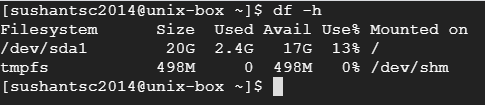 [sushantsc2014@unix-box ~]$ df -h
Filesystem      Size  Used Avail Use% Mounted on
/dev/sda1        20G  2.4G   17G  13% /
tmpfs           498M     0  498M   0% /dev/shm
[sushantsc2014@unix-box ~]$